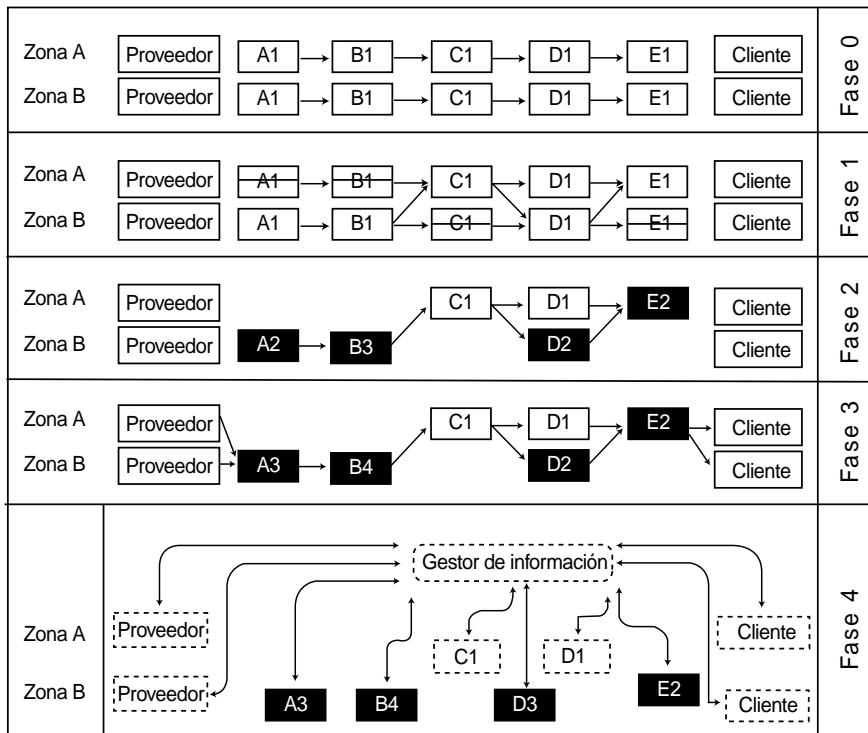 Zona A Proveedor A1 B1 C1 D1 E1 Cliente
Zona B Proveedor A1 B1 C1 D1 E1 Cliente
Fase 0
Zona A Proveedor A1 B1 C1 D1 E1 Cliente
Zona B Proveedor A1 B1 C1 D1 E1 Cliente
Fase 1
Zona A Proveedor C1 D1 E2 Cliente
Zona B Proveedor A2 B3 D2 Cliente
Fase 2
Zona A Proveedor C1 D1 E2 Cliente
Zona B Proveedor A3 B4 D2 Cliente
Fase 3
Gestor de información
Zona A Proveedor C1 D1 Cliente
Zona B Proveedor A3 B4 D3 E2 Cliente
Fase 4